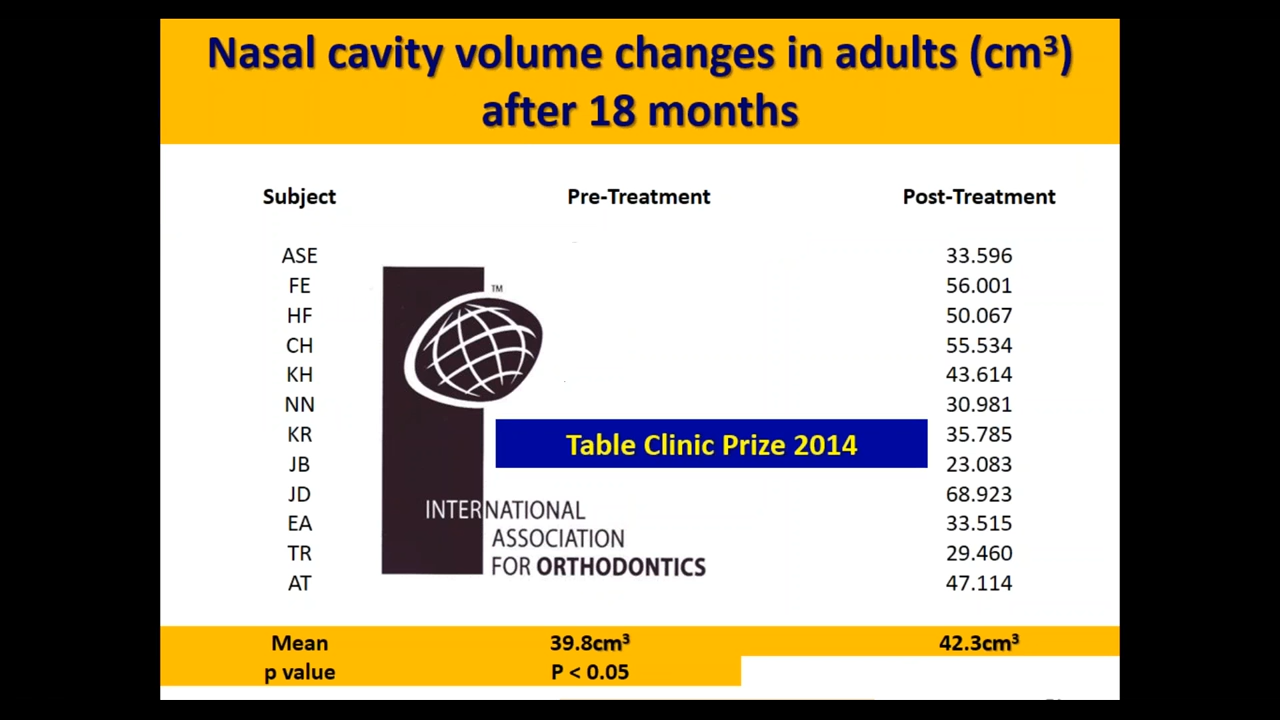 Nasal cavity volume changes in adults (cm³)
after 18 months
Subject Pre-Treatment Post-Treatment
ASE 33.596
FE 56.001
HF 50.067
CH 55.534
KH 43.614
NN 30.981
KR 35.785
JB 23.083
JD 68.923
EA 33.515
TR 29.460
AT 47.114
TM
Table Clinic Prize 2014
INTERNATIONAL
ASSOCIATION
FOR ORTHODONTICS
Mean 39.8cm³ 42.3cm³
p value P < 0.05